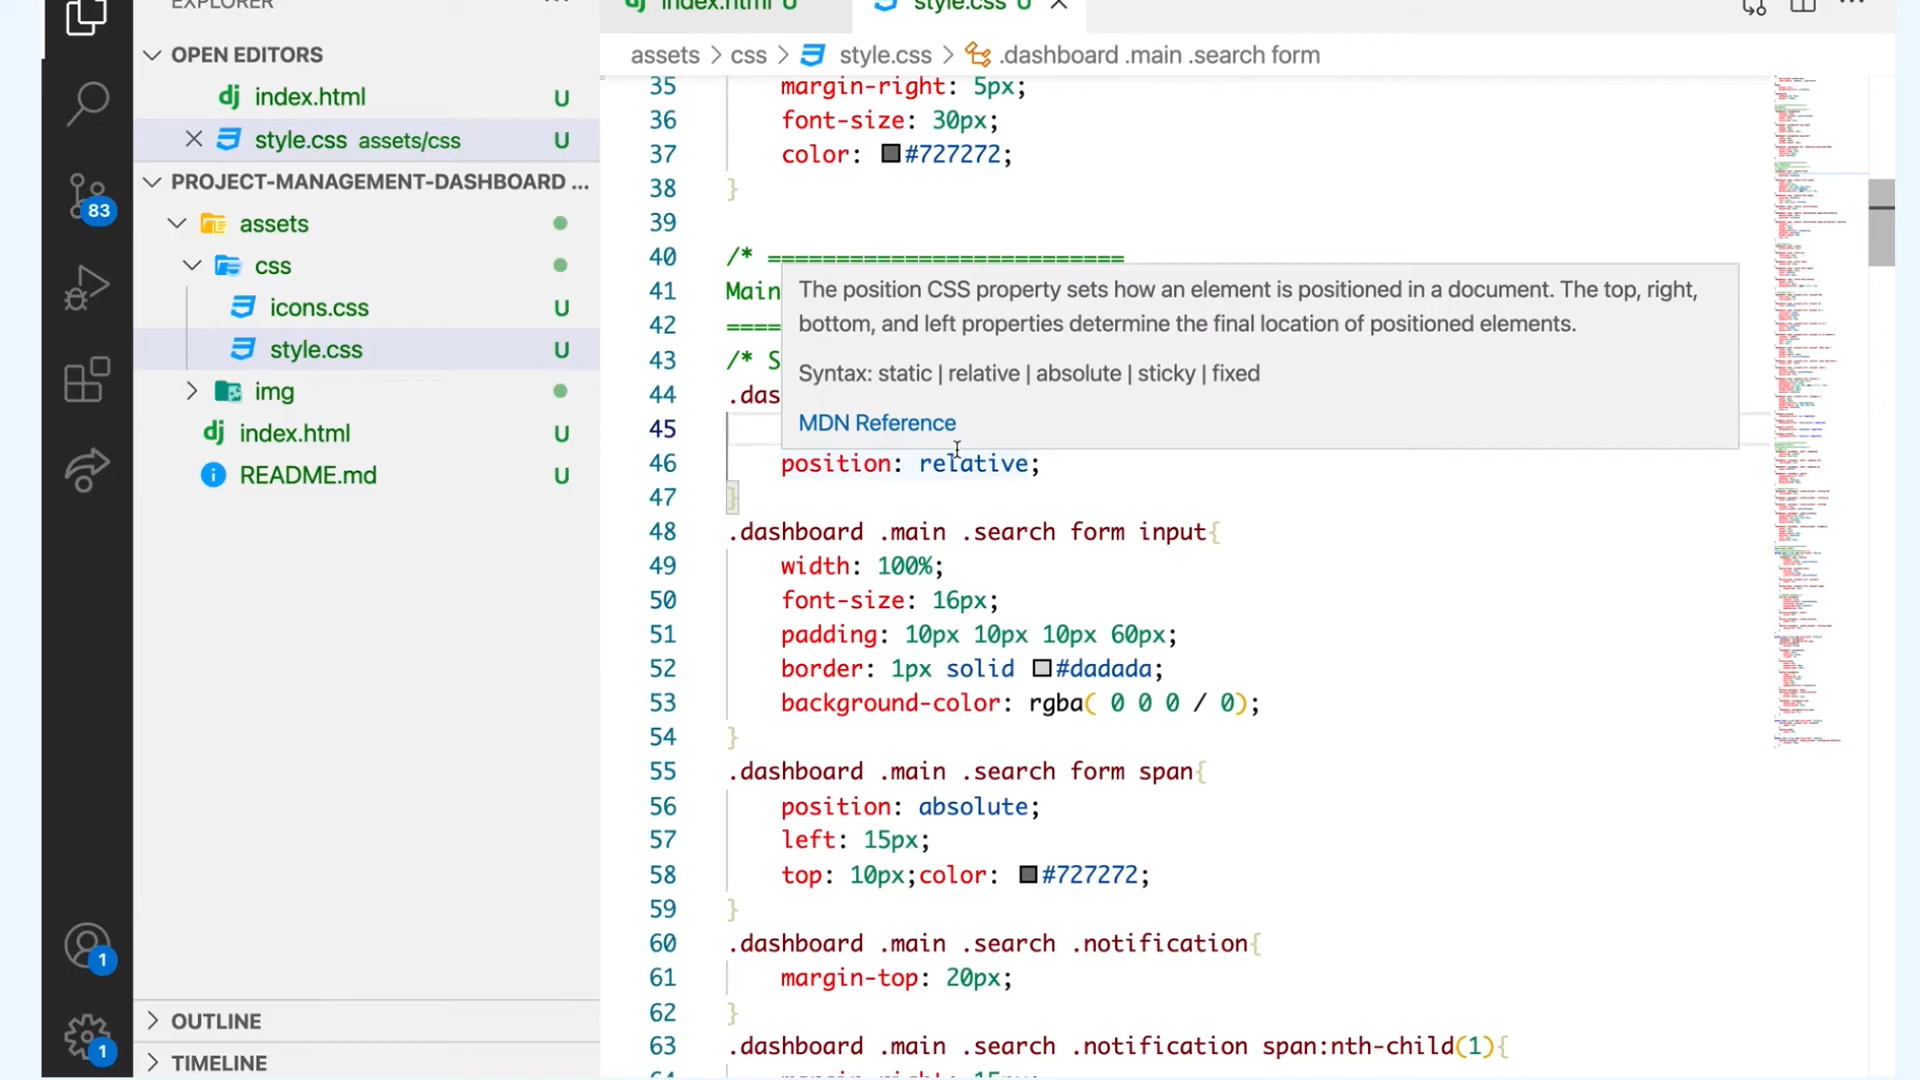 EXPLORER
index.html U
style.css U
OPEN EDITORS
index.html U
style.css assets/css U
PROJECT-MANAGEMENT-DASHBOARD ...
assets
css
icons.css U
style.css U
img
index.html U
README.md U
OUTLINE
TIMELINE
83
1
1
assets > css > style.css > .dashboard .main .search form
35 margin-right: 5px;
36 font-size: 30px;
37 color: #727272;
38 }
39
40 /* ==========================
41 Main
42 ====
43 /* S
44 .das
45
46 position: relative;
47 }
48 .dashboard .main .search form input{
49 width: 100%;
50 font-size: 16px;
51 padding: 10px 10px 10px 60px;
52 border: 1px solid #dadada;
53 background-color: rgba( 0 0 0 / 0);
54 }
55 .dashboard .main .search form span{
56 position: absolute;
57 left: 15px;
58 top: 10px;color: #727272;
59 }
60 .dashboard .main .search .notification{
61 margin-top: 20px;
62 }
63 .dashboard .main .search .notification span:nth-child(1){
64 margin-right: 15px;
The position CSS property sets how an element is positioned in a document. The top, right,
bottom, and left properties determine the final location of positioned elements.
Syntax: static | relative | absolute | sticky | fixed
MDN Reference